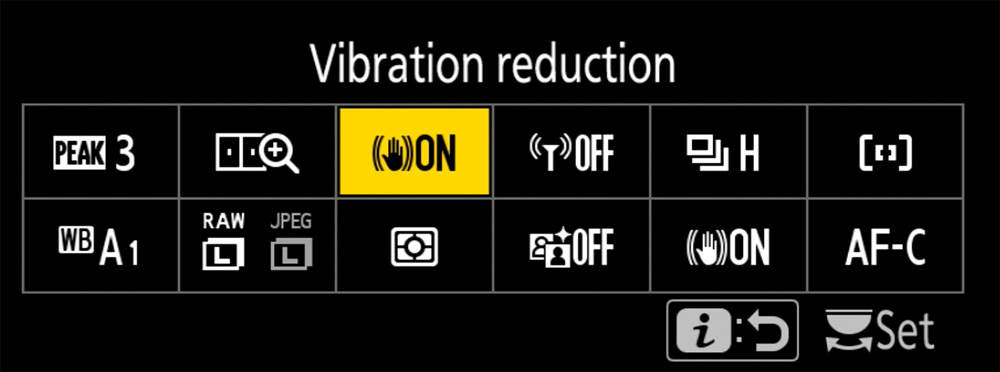 Vibration reduction
PEAK 3 ON OFF H
WB A1 RAW L JPEG L OFF ON AF-C
i: Set